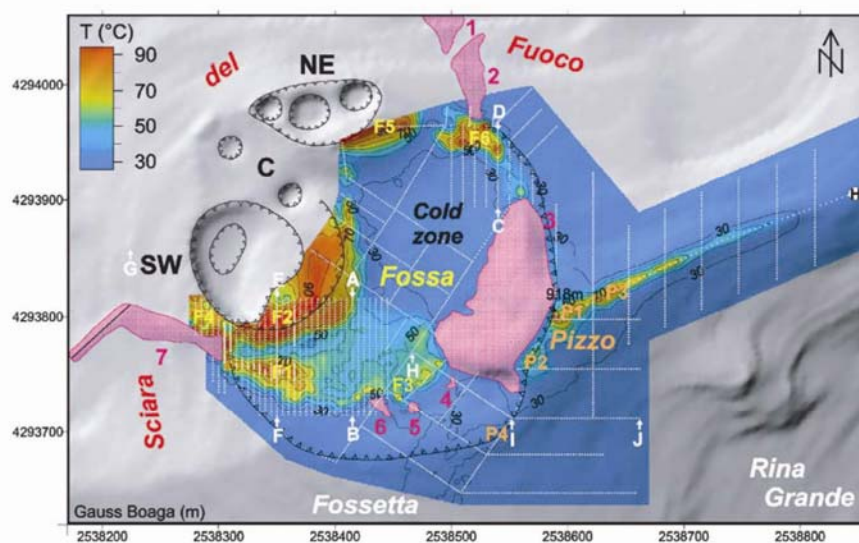 T (°C)
90
70
50
30
4294000
4293900
4293800
4293700
del
NE
1
Fuoco
2
D
F5
F6
C
Cold
zone
C
3
H
G
SW
E
A
Fossa
918m
P3
P1
F2
Pizzo
7
H
P2
F3
4
6
5
Sciara
F
B
P4
I
J
Fossetta
Rina
Grande
N
Gauss Boaga (m)
2538200
2538300
2538400
2538500
2538600
2538700
2538800